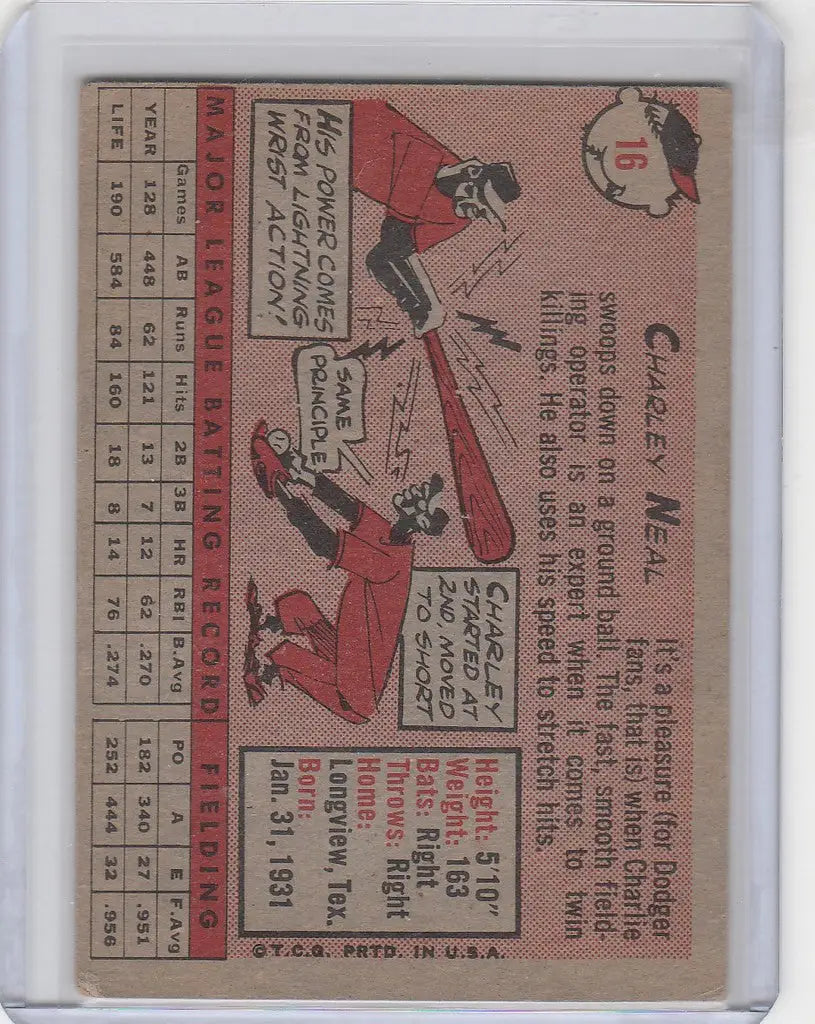 16
CHARLEY NEAL
It's a pleasure (for Dodger
fans, that is) when Charlie
swoops down on a ground ball. The fast, smooth field
ing operator is an expert when it comes to twin
killings. He also uses his speed to stretch hits.
HIS POWER COMES
FROM LIGHTNING
WRIST ACTION!
SAME
PRINCIPLE
CHARLEY
STARTED AT
2ND, MOVED
TO SHORT
Height: 5'10"
Weight: 163
Bats: Right
Throws: Right
Home:
Longview, Tex.
Born:
Jan. 31, 1931
©T.C.G. PRTD. IN U.S.A.
MAJOR LEAGUE BATTING RECORD FIELDING
Games AB Runs Hits 2B 3B HR RBI B.Avg PO A E F.Avg
YEAR 128 448 62 121 13 7 12 62 .270 182 340 27 .951
LIFE 190 584 84 160 18 8 14 76 .274 252 444 32 .956